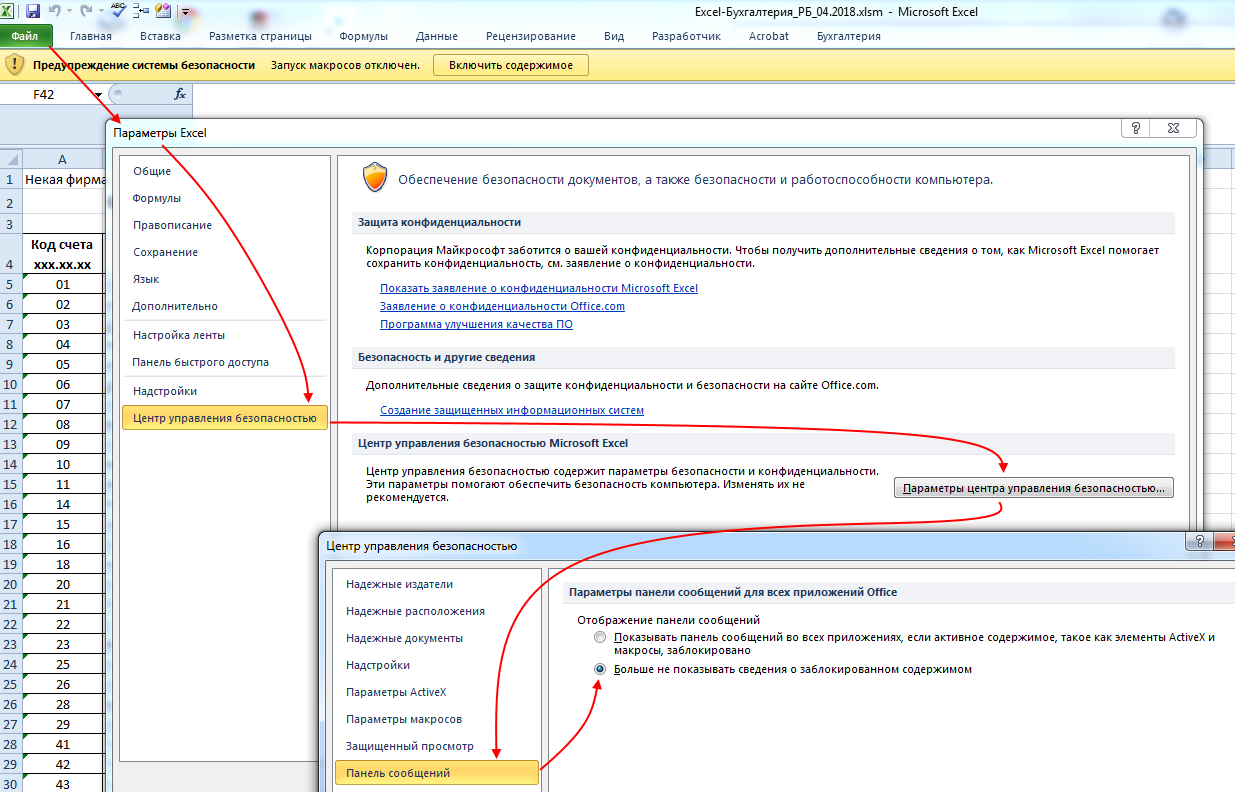 Excel-Бухгалтерия_РБ_04.2018.xlsm - Microsoft Excel
Файл Главная Вставка Разметка страницы Формулы Данные Рецензирование Вид Разработчик Acrobat Бухгалтерия
Предупреждение системы безопасности Запуск макросов отключен. Включить содержимое
F42 fx
Параметры Excel
A
1 Некая фирма
2
3
4 Код счета
xxx.xx.xx
5 01
6 02
7 03
8 04
9 05
10 06
11 07
12 08
13 09
14 10
15 11
16 14
17 15
18 16
19 18
20 20
21 21
22 22
23 23
24 25
25 26
26 28
27 29
28 41
29 42
30 43
Общие
Формулы
Правописание
Сохранение
Язык
Дополнительно
Настройка ленты
Панель быстрого доступа
Надстройки
Центр управления безопасностью
Обеспечение безопасности документов, а также безопасности и работоспособности компьютера.
Защита конфиденциальности
Корпорация Майкрософт заботится о вашей конфиденциальности. Чтобы получить дополнительные сведения о том, как Microsoft Excel помогает
сохранить конфиденциальность, см. заявление о конфиденциальности.
Показать заявление о конфиденциальности Microsoft Excel
Заявление о конфиденциальности Office.com
Программа улучшения качества ПО
Безопасность и другие сведения
Дополнительные сведения о защите конфиденциальности и безопасности на сайте Office.com.
Создание защищенных информационных систем
Центр управления безопасностью Microsoft Excel
Центр управления безопасностью содержит параметры безопасности и конфиденциальности.
Эти параметры помогают обеспечить безопасность компьютера. Изменять их не
рекомендуется.
Параметры центра управления безопасностью...
Центр управления безопасностью
Надежные издатели
Надежные расположения
Надежные документы
Надстройки
Параметры ActiveX
Параметры макросов
Защищенный просмотр
Панель сообщений
Параметры панели сообщений для всех приложений Office
Отображение панели сообщений
Показывать панель сообщений во всех приложениях, если активное содержимое, такое как элементы ActiveX и
макросы, заблокировано
Больше не показывать сведения о заблокированном содержимом